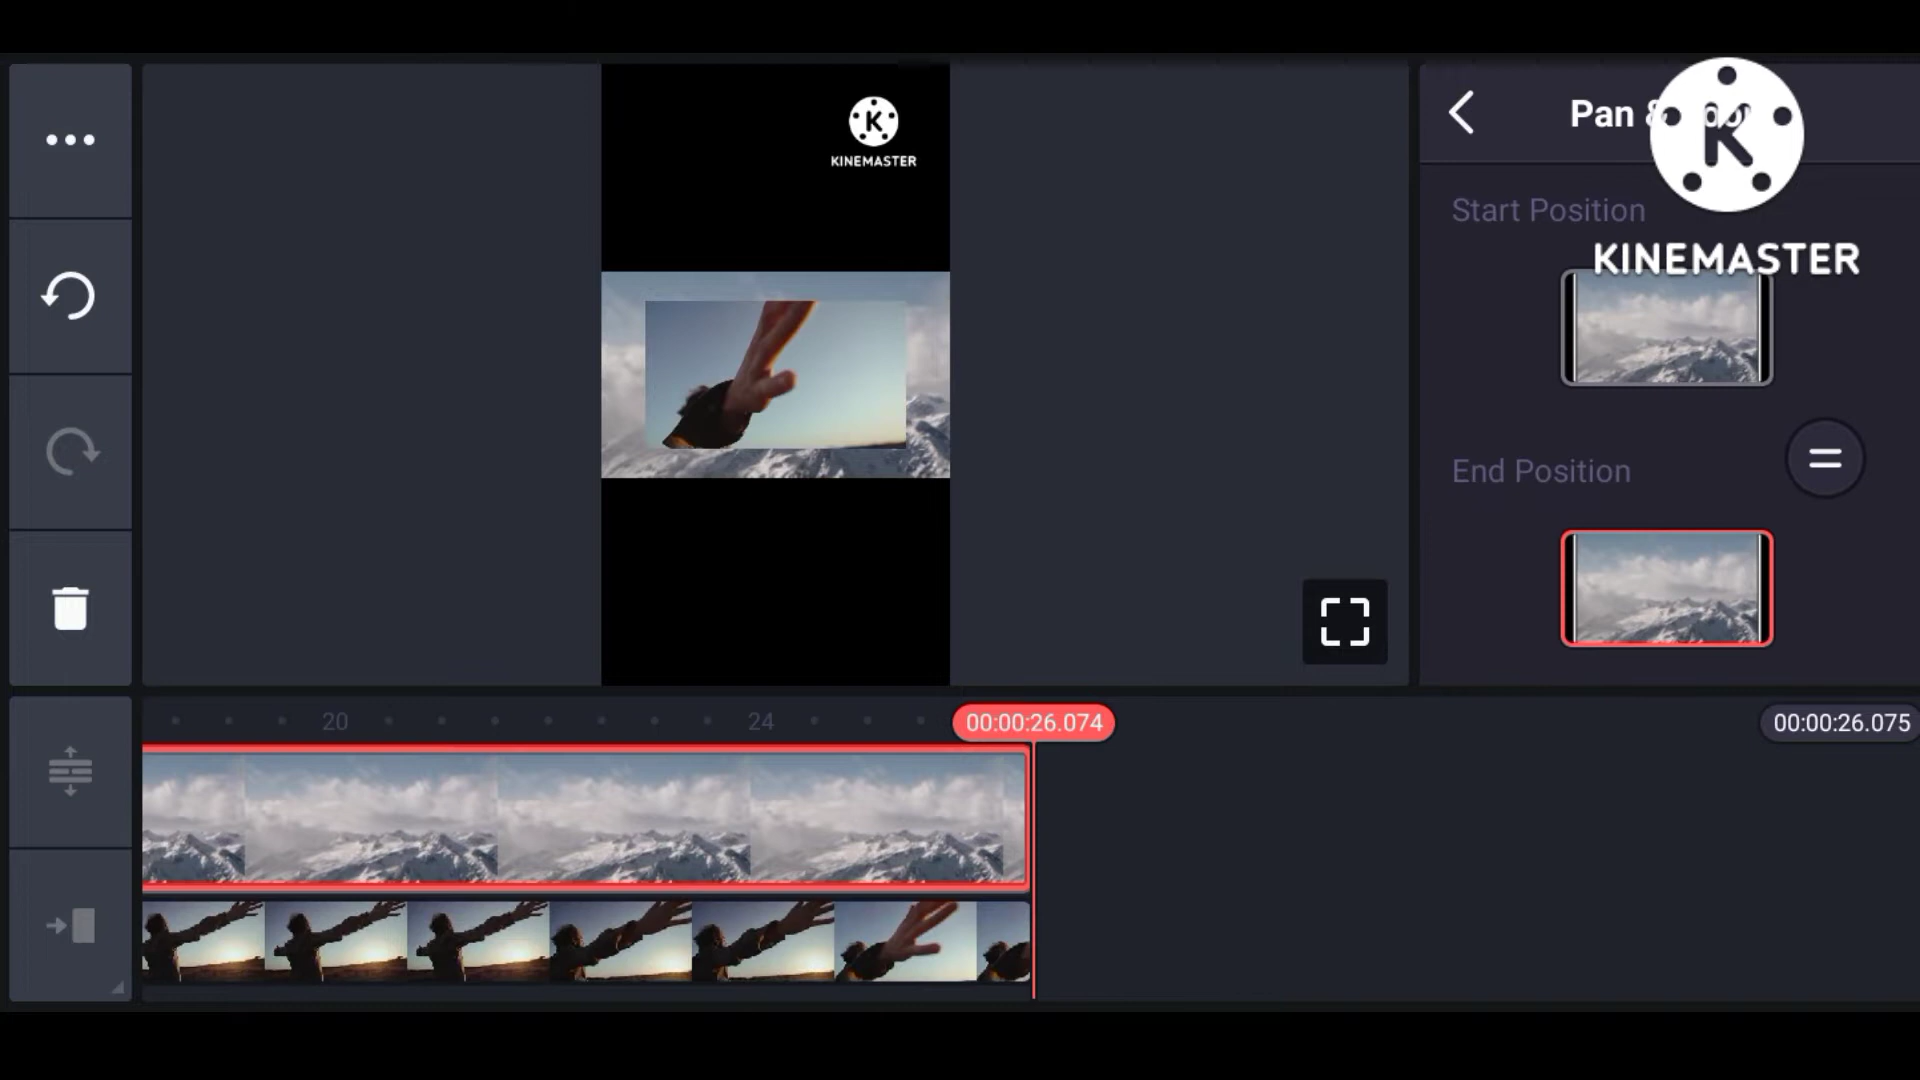 KINEMASTER
Pan &
Start Position
KINEMASTER
End Position
20
24
00:00:26.074
00:00:26.075